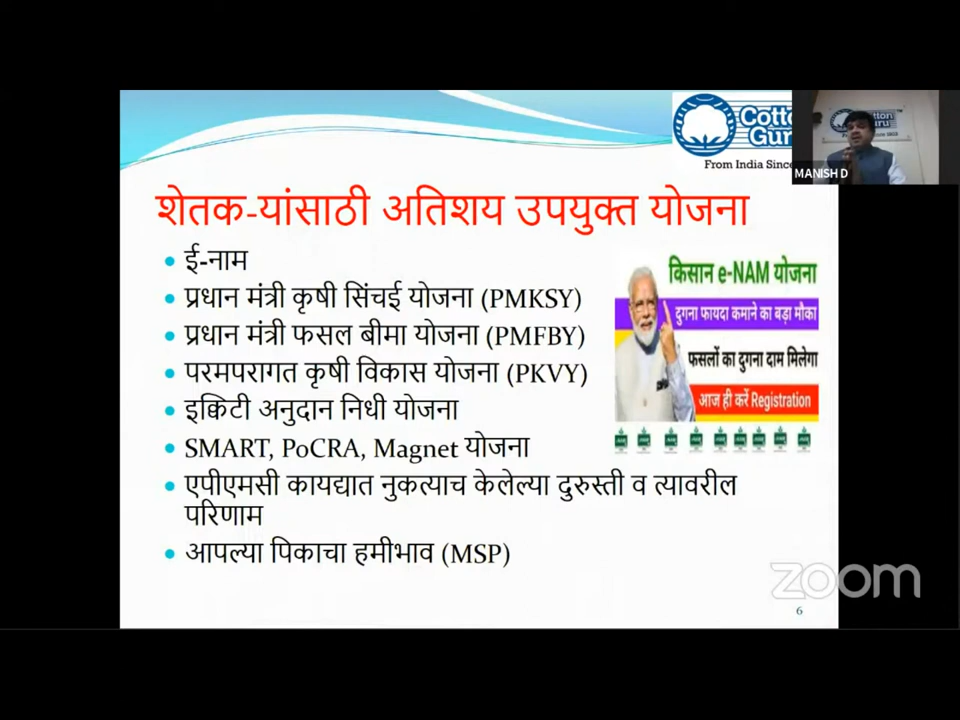 Cotton
Guru
From India Since
MANISH D
शेतक-यांसाठी अतिशय उपयुक्त योजना
ई-नाम
प्रधान मंत्री कृषी सिंचई योजना (PMKSY)
प्रधान मंत्री फसल बीमा योजना (PMFBY)
परमपरागत कृषी विकास योजना (PKVY)
इक्विटी अनुदान निधी योजना
SMART, PoCRA, Magnet योजना
एपीएमसी कायद्यात नुकत्याच केलेल्या दुरुस्ती व त्यावरील
परिणाम
आपल्या पिकाचा हमीभाव (MSP)
किसान e-NAM योजना
दुगना फायदा कमाने का बड़ा मौका
फसलों का दुगना दाम मिलेगा
आज ही करें Registration
zoom
6